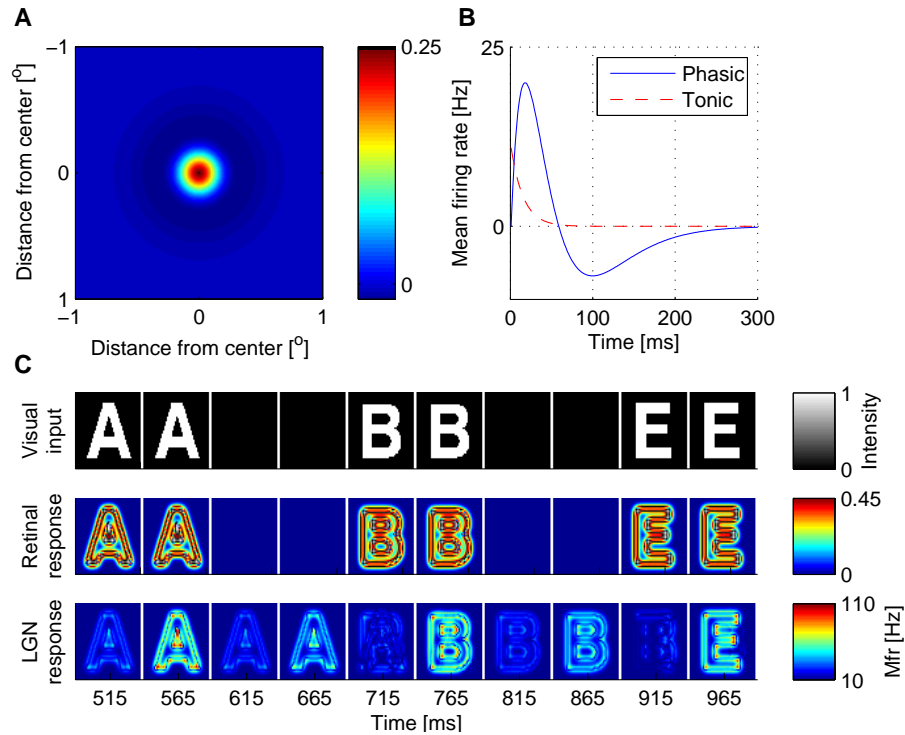 A
−1
0
1
−1
0
1
Distance from center [°]
Distance from center [°]
0.25
0
B
25
0
Mean firing rate [Hz]
Phasic
Tonic
0
100
200
300
Time [ms]
C
Visual
input
A
A
B
B
E
E
1
0
Intensity
Retinal
response
A
A
B
B
E
E
0.45
0
LGN
response
A
A
A
A
B
B
B
B
B
E
110
10
Mfr [Hz]
515
565
615
665
715
765
815
865
915
965
Time [ms]